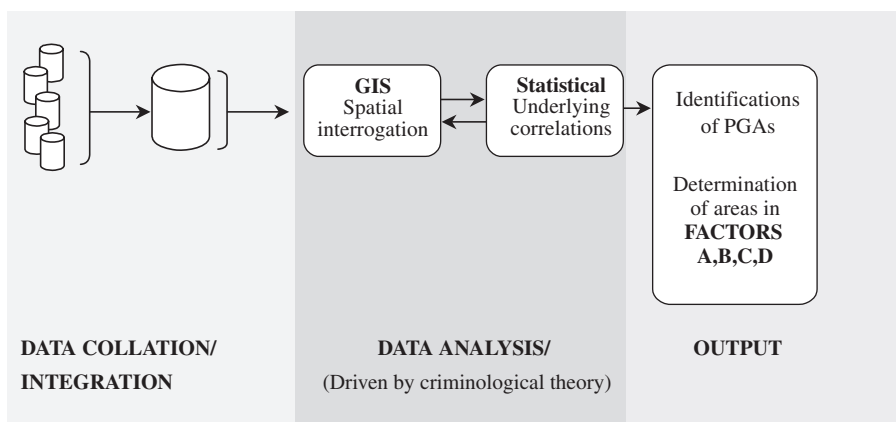 GIS
Spatial
interrogation
Statistical
Underlying
correlations
Identifications
of PGAs
Determination
of areas in
FACTORS
A,B,C,D
DATA COLLATION/
INTEGRATION
DATA ANALYSIS/
(Driven by criminological theory)
OUTPUT